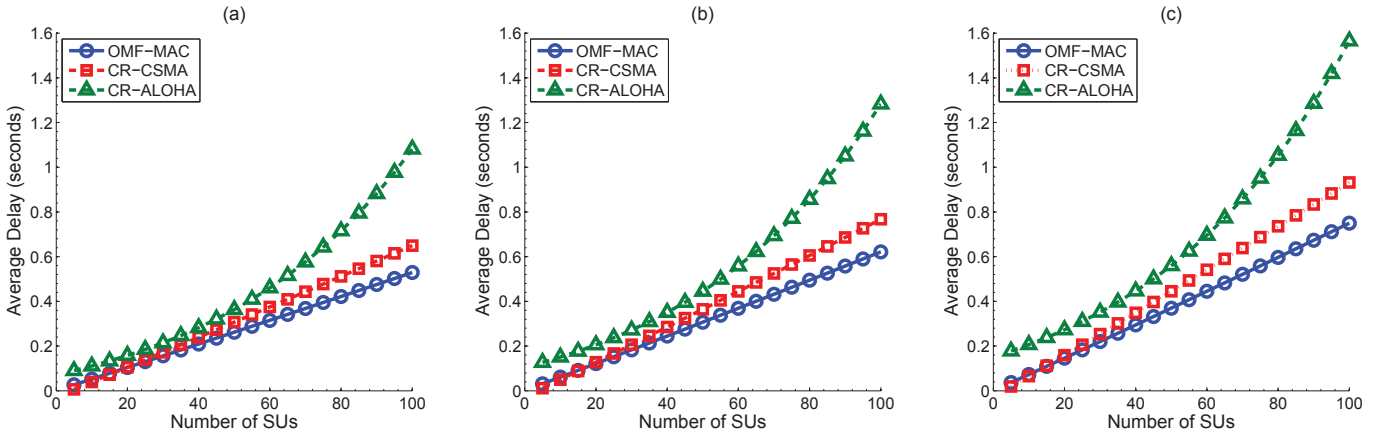 (a)
Average Delay (seconds)
1.6
1.4
1.2
1
0.8
0.6
0.4
0.2
0
OMF−MAC
CR−CSMA
CR−ALOHA
0 20 40 60 80 100
Number of SUs
(b)
Average Delay (seconds)
1.6
1.4
1.2
1
0.8
0.6
0.4
0.2
0
OMF−MAC
CR−CSMA
CR−ALOHA
0 20 40 60 80 100
Number of SUs
(c)
Average Delay (seconds)
1.6
1.4
1.2
1
0.8
0.6
0.4
0.2
0
OMF−MAC
CR−CSMA
CR−ALOHA
0 20 40 60 80 100
Number of SUs